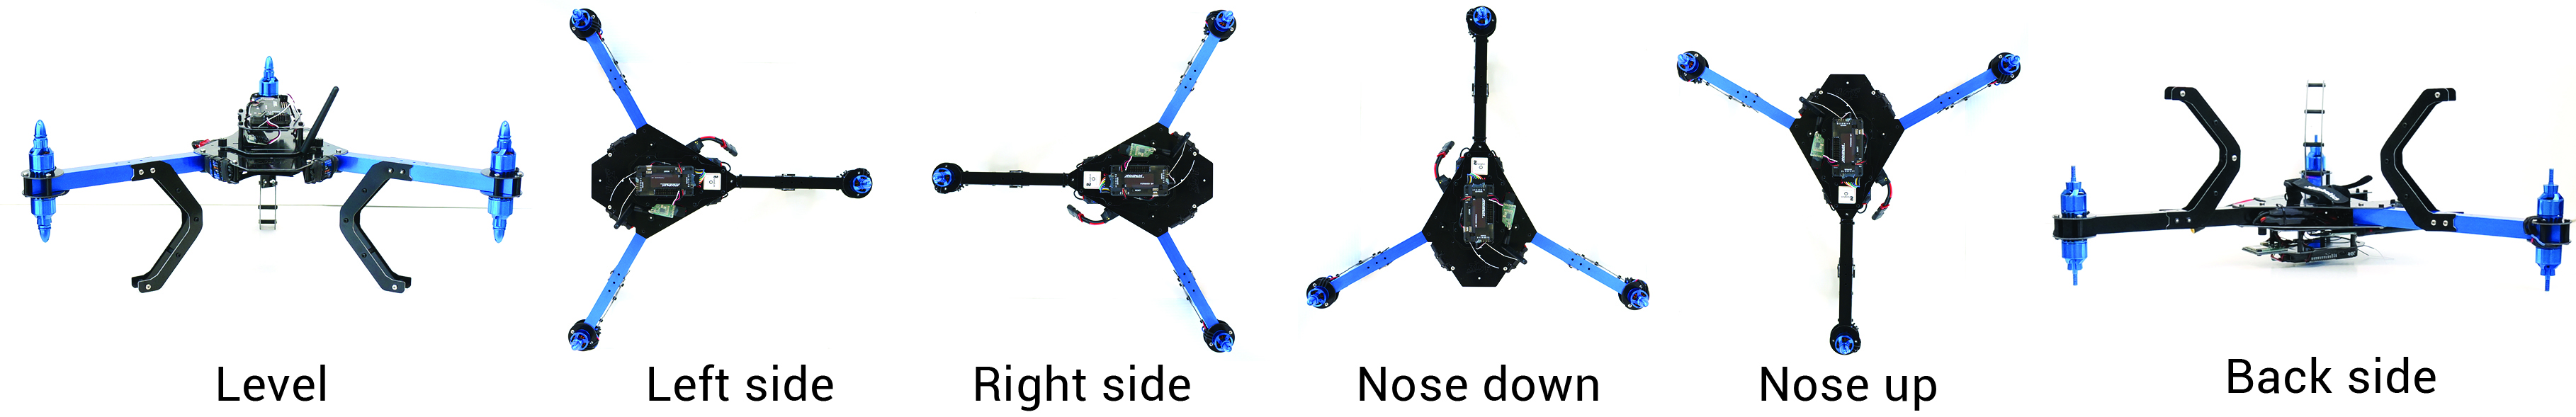 Level
Left side
Right side
Nose down
Nose up
Back side